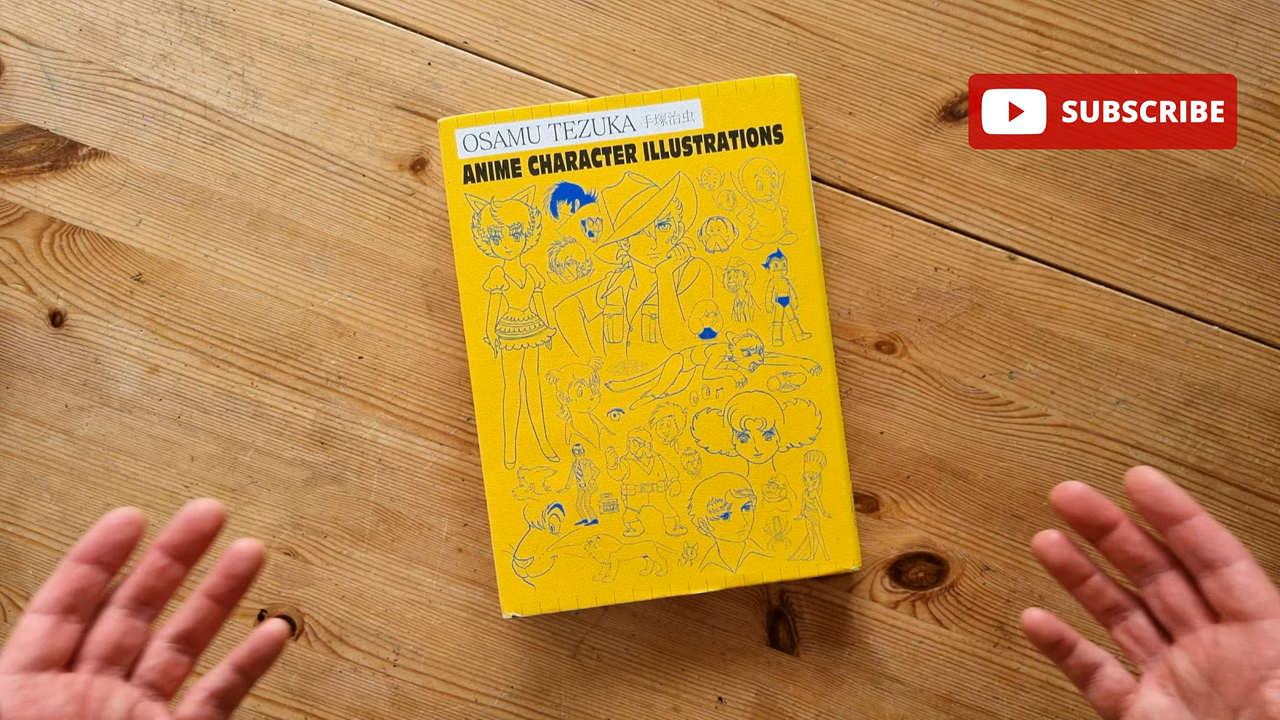 OSAMU TEZUKA 手塚治虫
ANIME CHARACTER ILLUSTRATIONS
SUBSCRIBE